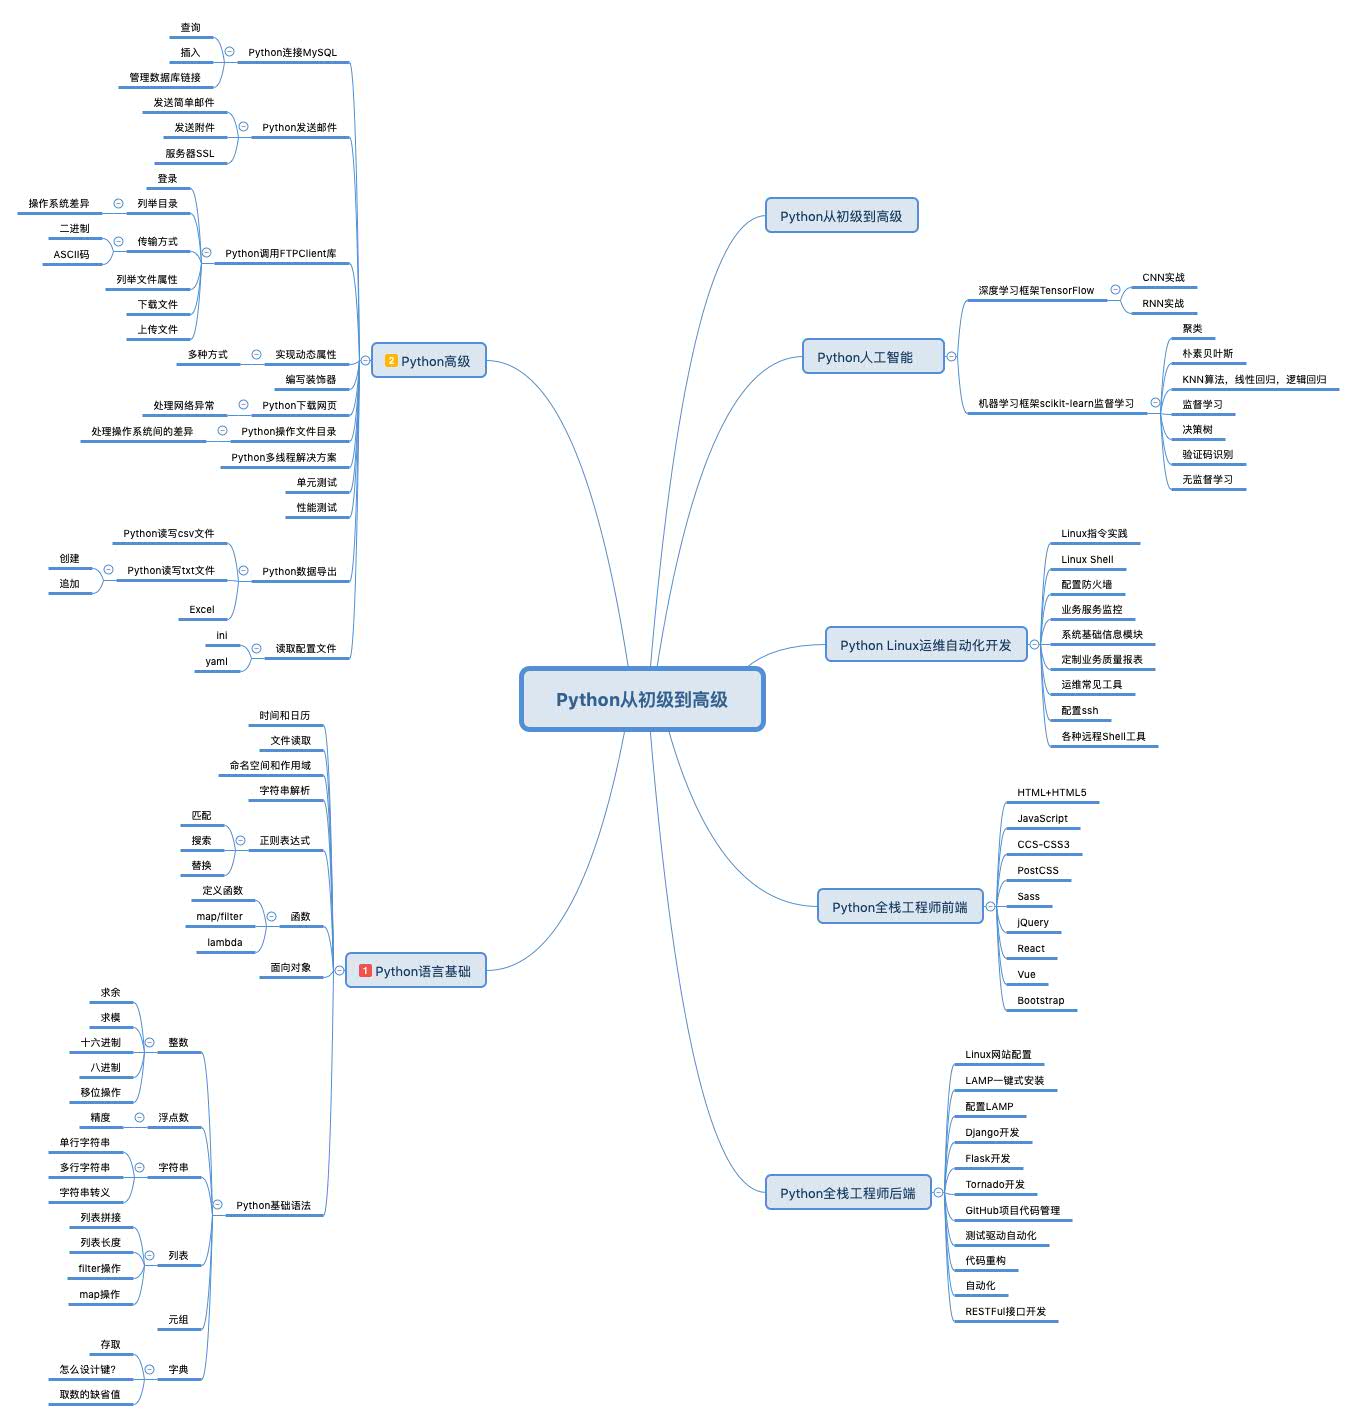 Python从初级到高级
Python从初级到高级
Python人工智能
深度学习框架TensorFlow
CNN实战
RNN实战
机器学习框架scikit-learn监督学习
聚类
朴素贝叶斯
KNN算法，线性回归，逻辑回归
监督学习
决策树
验证码识别
无监督学习
Python Linux运维自动化开发
Linux指令实践
Linux Shell
配置防火墙
业务服务监控
系统基础信息模块
定制业务质量报表
运维常见工具
配置ssh
各种远程Shell工具
Python全栈工程师前端
HTML+HTML5
JavaScript
CCS-CSS3
PostCSS
Sass
jQuery
React
Vue
Bootstrap
Python全栈工程师后端
Linux网站配置
LAMP一键式安装
配置LAMP
Django开发
Flask开发
Tornado开发
GitHub项目代码管理
测试驱动自动化
代码重构
自动化
RESTFul接口开发
2 Python高级
Python连接MySQL
查询
插入
管理数据库链接
Python发送邮件
发送简单邮件
发送附件
服务器SSL
Python调用FTPClient库
登录
列举目录
操作系统差异
传输方式
二进制
ASCII码
列举文件属性
下载文件
上传文件
实现动态属性
多种方式
编写装饰器
Python下载网页
处理网络异常
Python操作文件目录
处理操作系统间的差异
Python多线程解决方案
单元测试
性能测试
Python数据导出
Python读写csv文件
Python读写txt文件
创建
追加
Excel
读取配置文件
ini
yaml
1 Python语言基础
时间和日历
文件读取
命名空间和作用域
字符串解析
正则表达式
匹配
搜索
替换
函数
定义函数
map/filter
lambda
面向对象
Python基础语法
整数
求余
求模
十六进制
八进制
移位操作
浮点数
精度
字符串
单行字符串
多行字符串
字符串转义
列表
列表拼接
列表长度
filter操作
map操作
元组
字典
存取
怎么设计键？
取数的缺省值